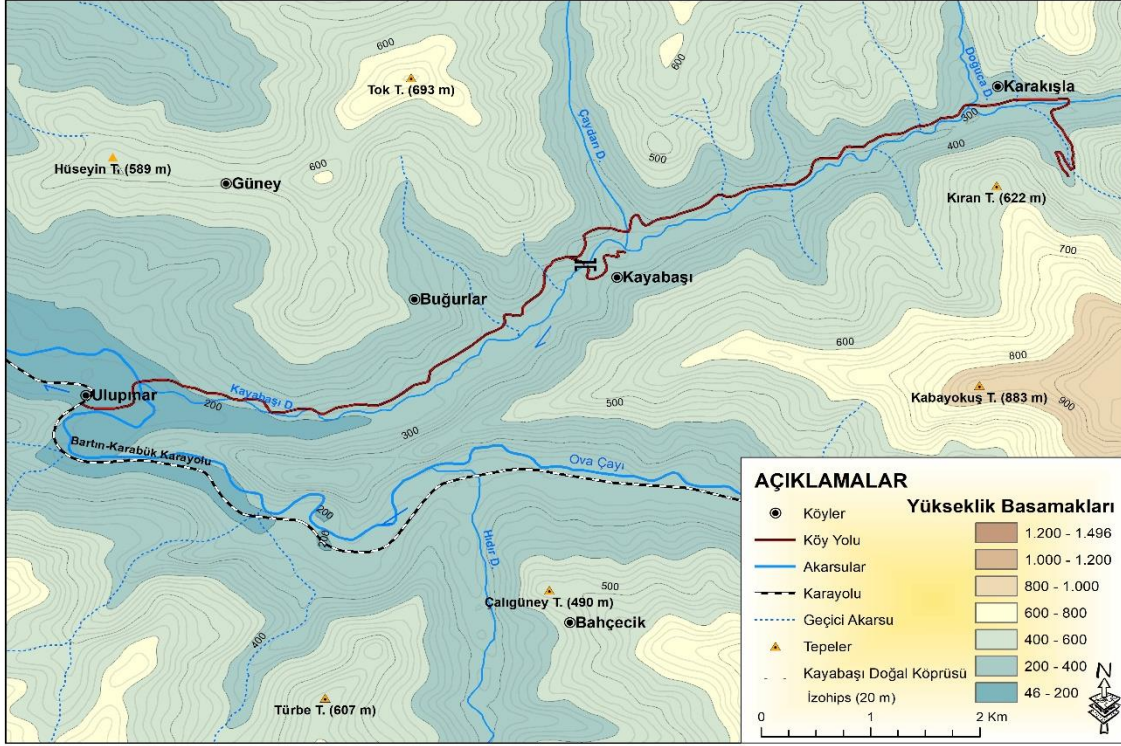 600
600
Doğuca D.
Karakışla
Tok T. (693 m)
300
Çaydan D.
400
500
Hüseyin T. (589 m)
600
Güney
Kıran T. (622 m)
700
Kayabaşı
Buğurlar
600
800
Kabayokuş T. (883 m)
900
Ulupınar
Kayabaşı D.
200
500
300
Bartın-Karabük Karayolu
Ova Çayı
200
200
Hıdır D.
500
Çalıgüney T. (490 m)
Bahçecik
400
Türbe T. (607 m)
AÇIKLAMALAR
Köyler
Köy Yolu
Akarsular
Karayolu
Geçici Akarsu
Tepeler
Kayabaşı Doğal Köprüsü
İzohips (20 m)
Yükseklik Basamakları
1.200 - 1.496
1.000 - 1.200
800 - 1.000
600 - 800
400 - 600
200 - 400
46 - 200
N
0 1 2 Km